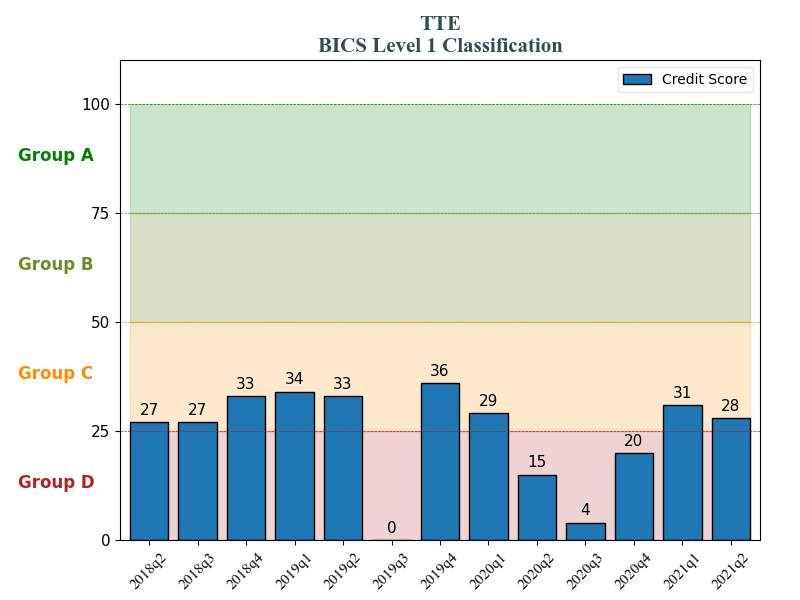 TTE
BICS Level 1 Classification
Credit Score
100
Group A
75
Group B
50
Group C
25
Group D
0
27
27
33
34
33
0
36
29
15
4
20
31
28
2018q2
2018q3
2018q4
2019q1
2019q2
2019q3
2019q4
2020q1
2020q2
2020q3
2020q4
2021q1
2021q2